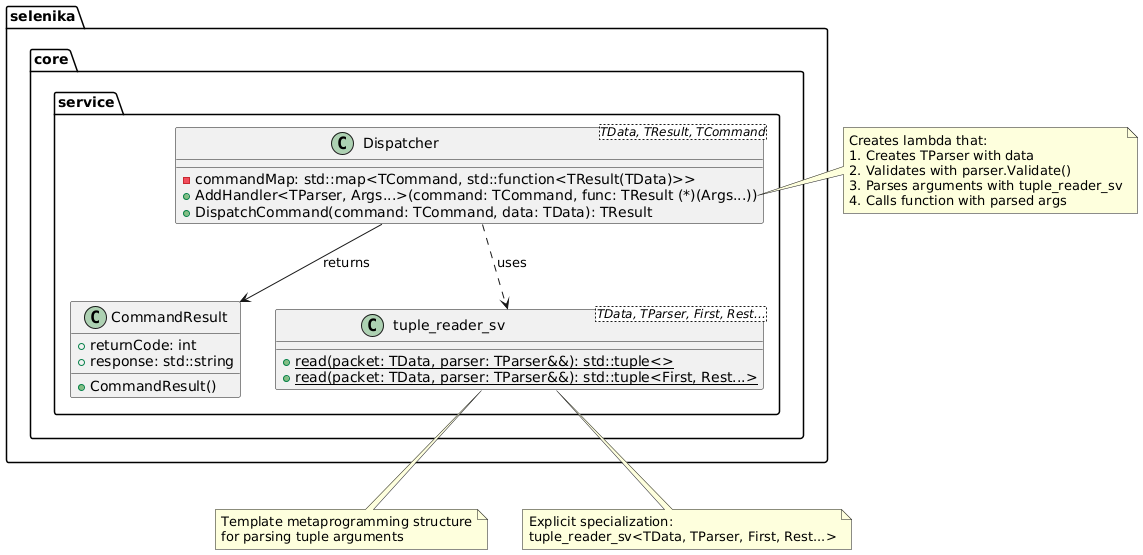 selenika
core
service
C Dispatcher
TData, TResult, TCommand
commandMap: std::map<TCommand, std::function<TResult(TData)>>
AddHandler<TParser, Args...>(command: TCommand, func: TResult (*)(Args...))
DispatchCommand(command: TCommand, data: TData): TResult
Creates lambda that:
1. Creates TParser with data
2. Validates with parser.Validate()
3. Parses arguments with tuple_reader_sv
4. Calls function with parsed args
returns
uses
C CommandResult
returnCode: int
response: std::string
CommandResult()
C tuple_reader_sv
TData, TParser, First, Rest...
read(packet: TData, parser: TParser&&): std::tuple<>
read(packet: TData, parser: TParser&&): std::tuple<First, Rest...>
Template metaprogramming structure
for parsing tuple arguments
Explicit specialization:
tuple_reader_sv<TData, TParser, First, Rest...>